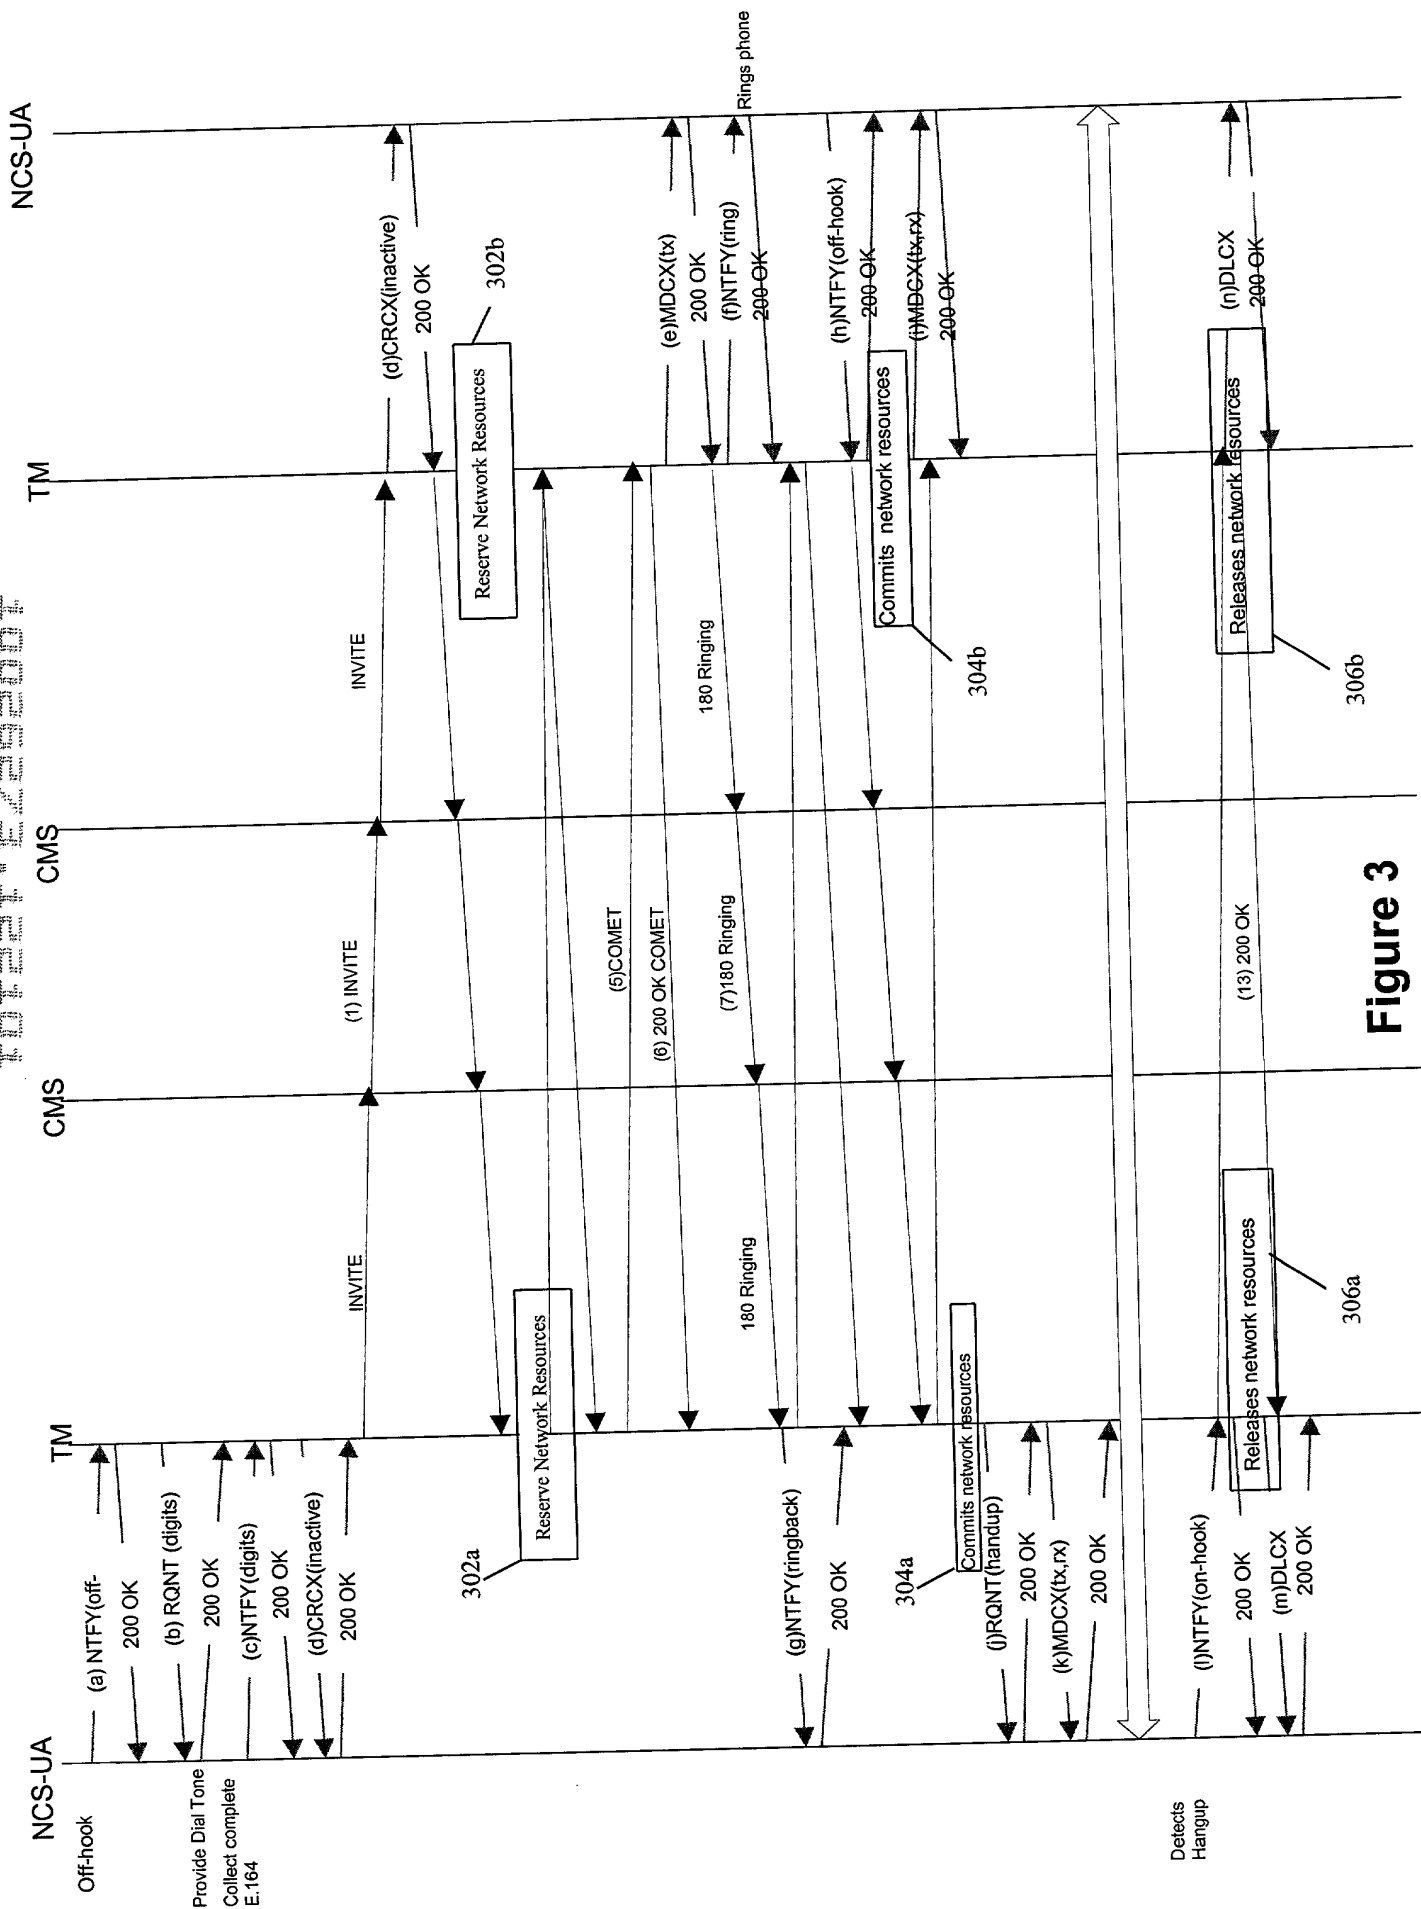 NCS-UA
TM
CMS
CMS
TM
NCS-UA
Off-hook
(a) NTFY(off-
200 OK
(b) RQNT (digits)
Provide Dial Tone
200 OK
Collect complete
E.164
(c)NTFY(digits)
200 OK
(d)CRCX(inactive)
200 OK
INVITE
(1) INVITE
INVITE
(d)CRCX(inactive)
200 OK
302b
Reserve Network Resources
302a
Reserve Network Resources
(5)COMET
(6) 200 OK COMET
(e)MDCX(tx)
200 OK
(f)NTFY(ring)
Rings phone
200 OK
180 Ringing
(7)180 Ringing
180 Ringing
(g)NTFY(ringback)
200 OK
(h)NTFY(off-hook)
200 OK
Commits network resources
304b
(i)MDCX(tx,rx)
200 OK
304a
Commits network resources
(j)RQNT(handup)
200 OK
(k)MDCX(tx,rx)
200 OK
Detects
Hangup
(l)NTFY(on-hook)
200 OK
(m)DLCX
200 OK
Releases network resources
306a
(13) 200 OK
Releases network resources
306b
(n)DLCX
200 OK
Figure 3